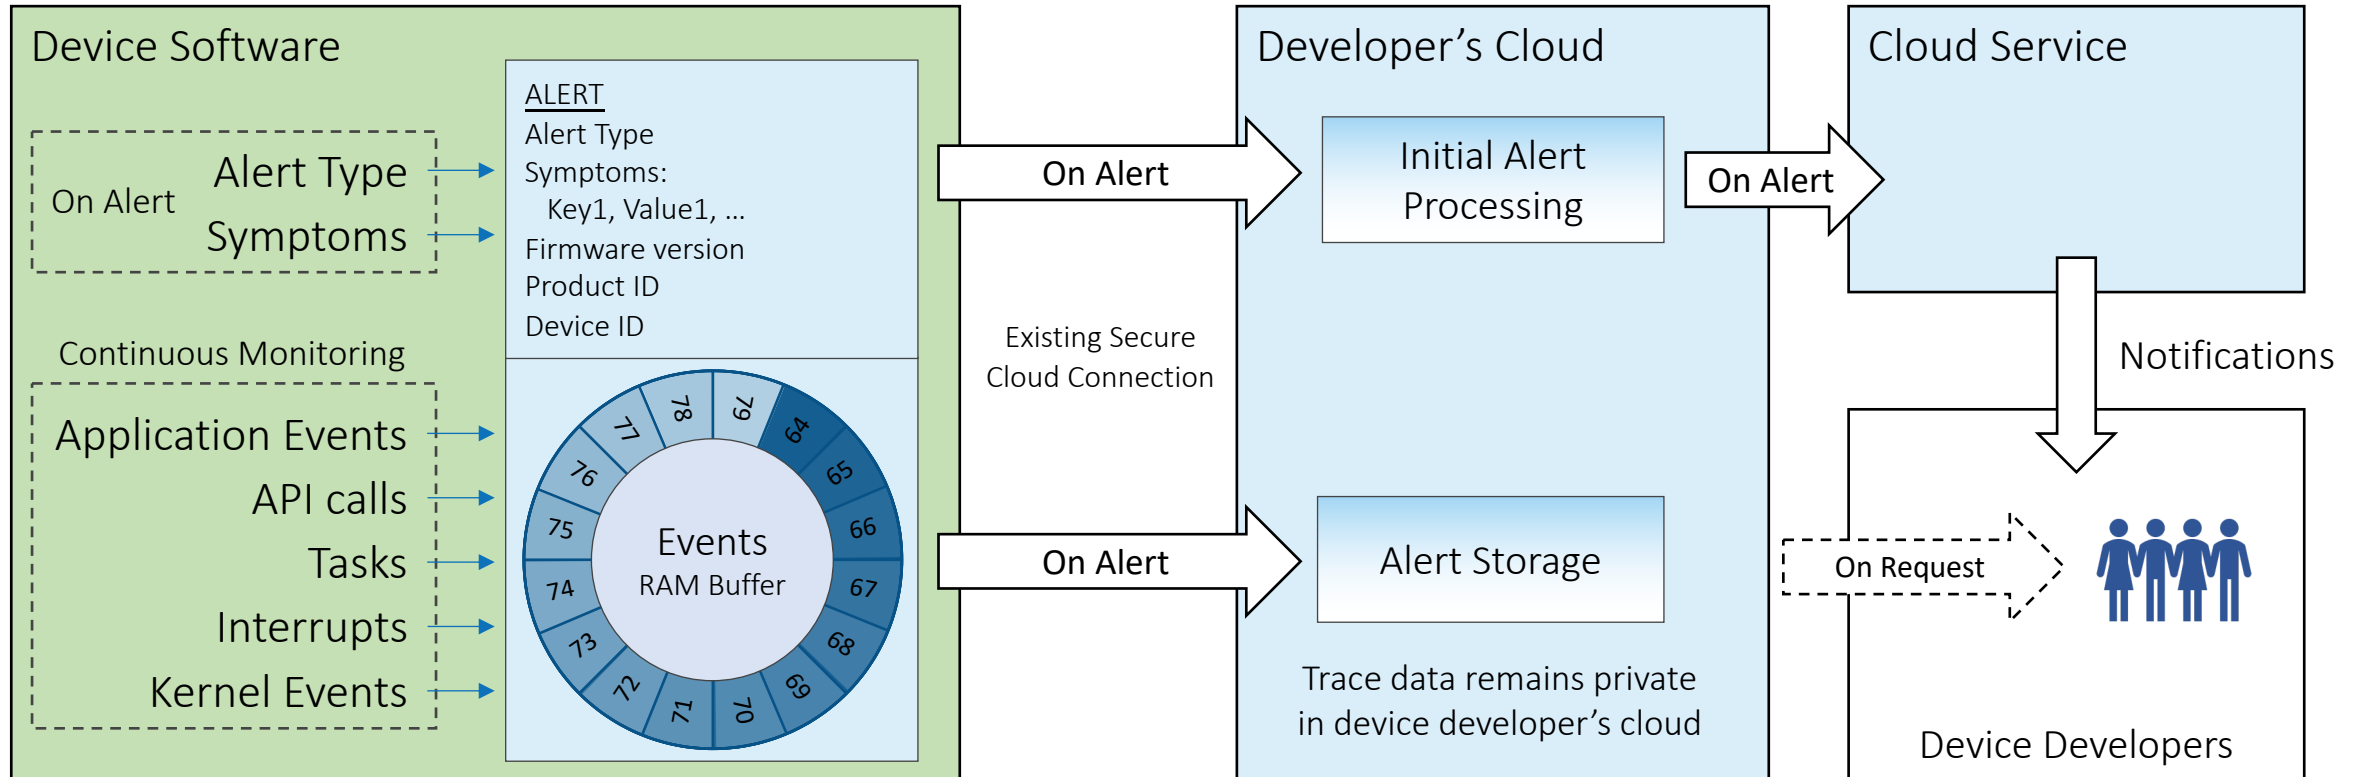 Device Software
On Alert
Alert Type
Symptoms
Continuous Monitoring
Application Events
API calls
Tasks
Interrupts
Kernel Events
ALERT
Alert Type
Symptoms:
Key1, Value1, ...
Firmware version
Product ID
Device ID
64
65
66
67
68
69
70
71
72
73
74
75
76
77
78
79
Events
RAM Buffer
On Alert
Existing Secure
Cloud Connection
On Alert
Developer’s Cloud
Initial Alert
Processing
Alert Storage
Trace data remains private
in device developer’s cloud
On Alert
Cloud Service
Notifications
On Request
Device Developers